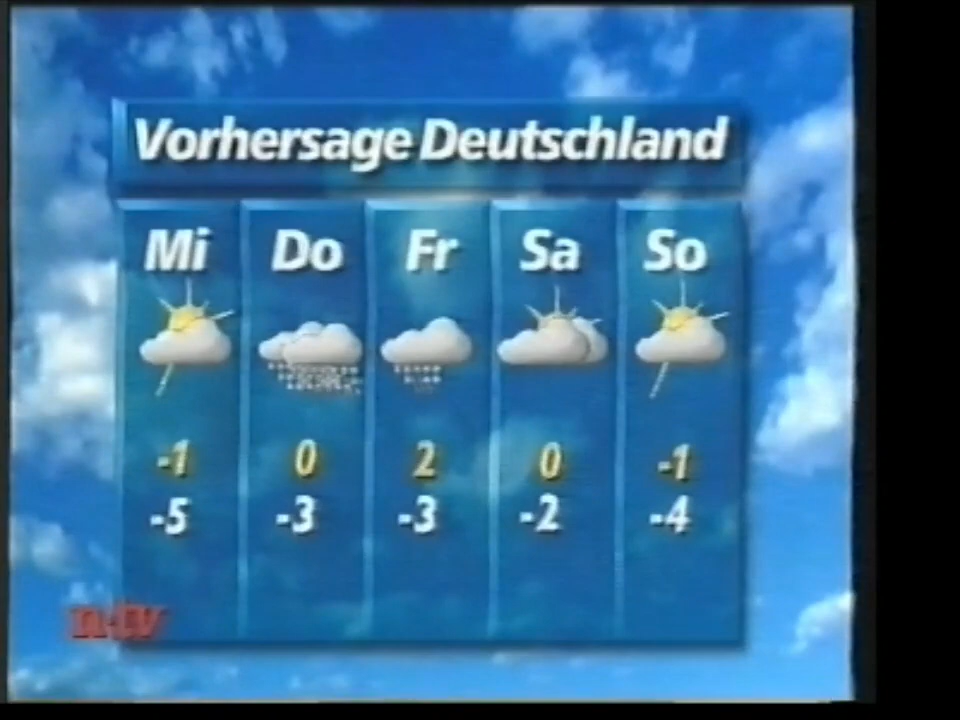 Vorhersage Deutschland
Mi Do Fr Sa So
-1 0 2 0 -1
-5 -3 -3 -2 -4
n-tv